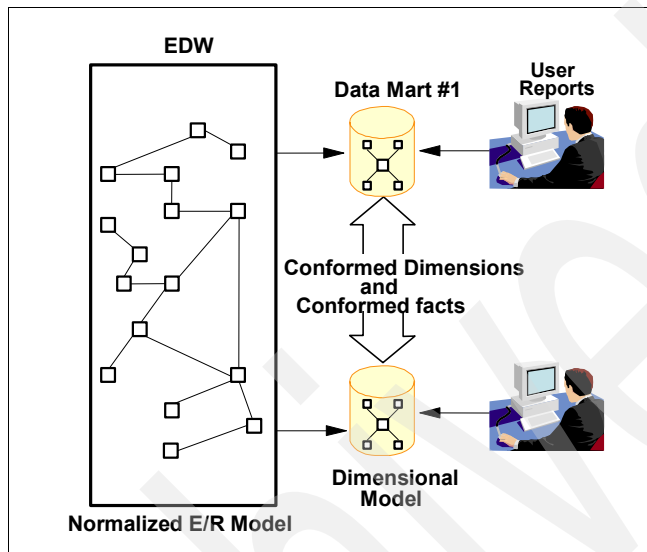 EDW
Data Mart #1
User
Reports
Conformed Dimensions
and
Conformed facts
Dimensional
Model
Normalized E/R Model